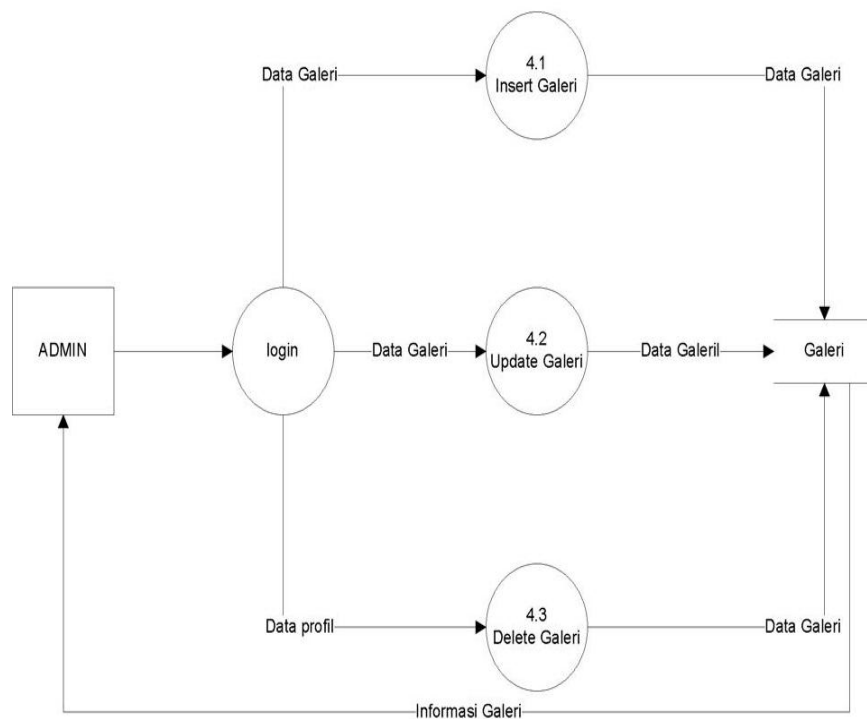 Data Galeri
4.1
Insert Galeri
Data Galeri
ADMIN
login
Data Galeri
4.2
Update Galeri
Data Galeril
Galeri
Data profil
4.3
Delete Galeri
Data Galeri
Informasi Galeri